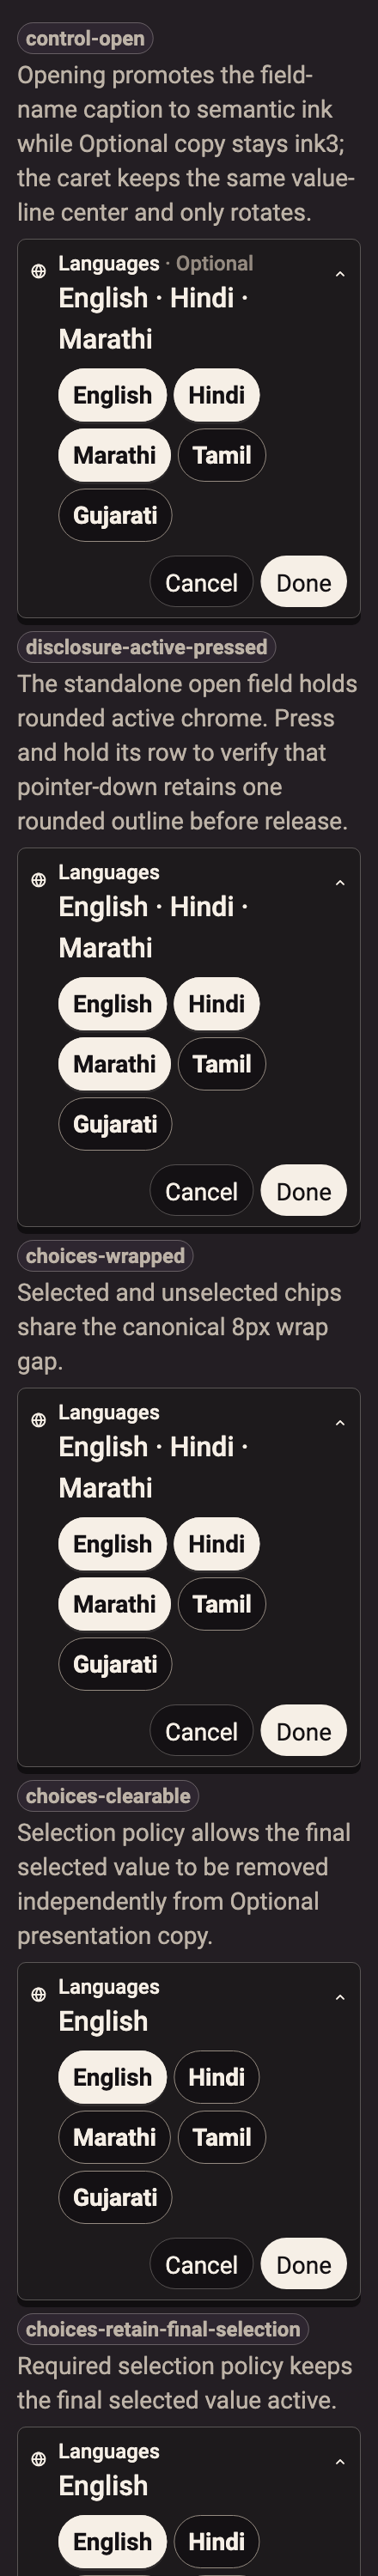 control-open
Opening promotes the field-
name caption to semantic ink
while Optional copy stays ink3;
the caret keeps the same value-
line center and only rotates.
Languages · Optional
English · Hindi ·
Marathi
English Hindi
Marathi Tamil
Gujarati
Cancel Done
disclosure-active-pressed
The standalone open field holds
rounded active chrome. Press
and hold its row to verify that
pointer-down retains one
rounded outline before release.
Languages
English · Hindi ·
Marathi
English Hindi
Marathi Tamil
Gujarati
Cancel Done
choices-wrapped
Selected and unselected chips
share the canonical 8px wrap
gap.
Languages
English · Hindi ·
Marathi
English Hindi
Marathi Tamil
Gujarati
Cancel Done
choices-clearable
Selection policy allows the final
selected value to be removed
independently from Optional
presentation copy.
Languages
English
English Hindi
Marathi Tamil
Gujarati
Cancel Done
choices-retain-final-selection
Required selection policy keeps
the final selected value active.
Languages
English
English Hindi